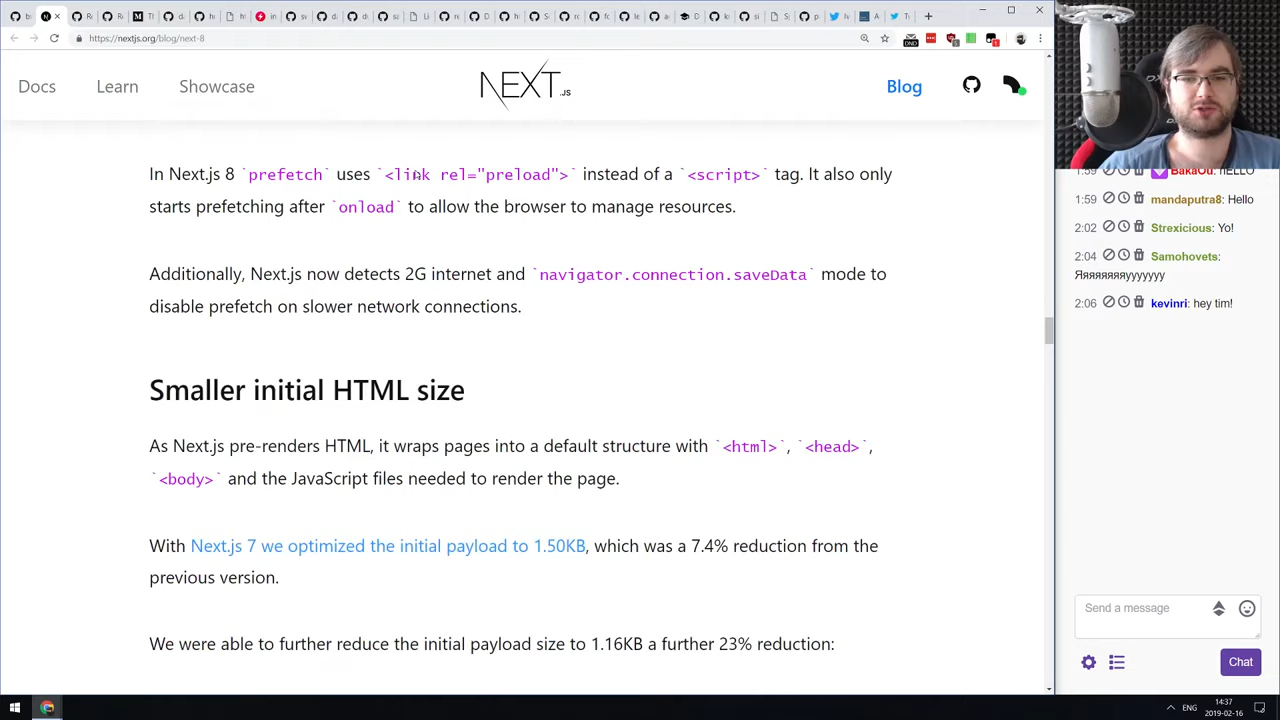 https://nextjs.org/blog/next-8
Docs
Learn
Showcase
NEXT.JS
Blog
In Next.js 8 `prefetch` uses `<link rel="preload">` instead of a `<script>` tag. It also only
starts prefetching after `onload` to allow the browser to manage resources.
Additionally, Next.js now detects 2G internet and `navigator.connection.saveData` mode to
disable prefetch on slower network connections.
Smaller initial HTML size
As Next.js pre-renders HTML, it wraps pages into a default structure with `<html>`, `<head>`,
`<body>` and the JavaScript files needed to render the page.
With Next.js 7 we optimized the initial payload to 1.50KB, which was a 7.4% reduction from the
previous version.
We were able to further reduce the initial payload size to 1.16KB a further 23% reduction:
1:59 BakaOu: hELLO
1:59 mandaputra8: Hello
2:02 Strexicious: Yo!
2:04 Samohovets:
Яяяяяяяяуууууу
2:06 kevinri: hey tim!
Send a message
Chat
ENG
14:37
2019-02-16